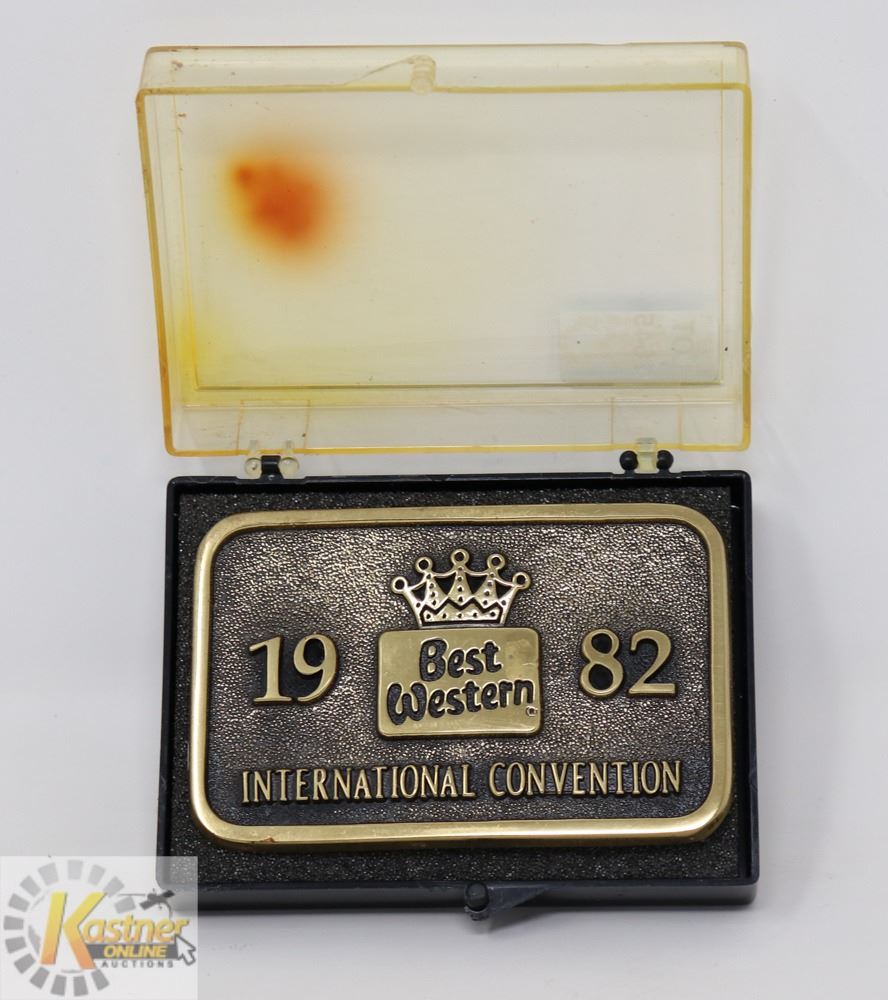 19 Best 82
Western
INTERNATIONAL CONVENTION
Kastner
ONLINE
AUCTIONS